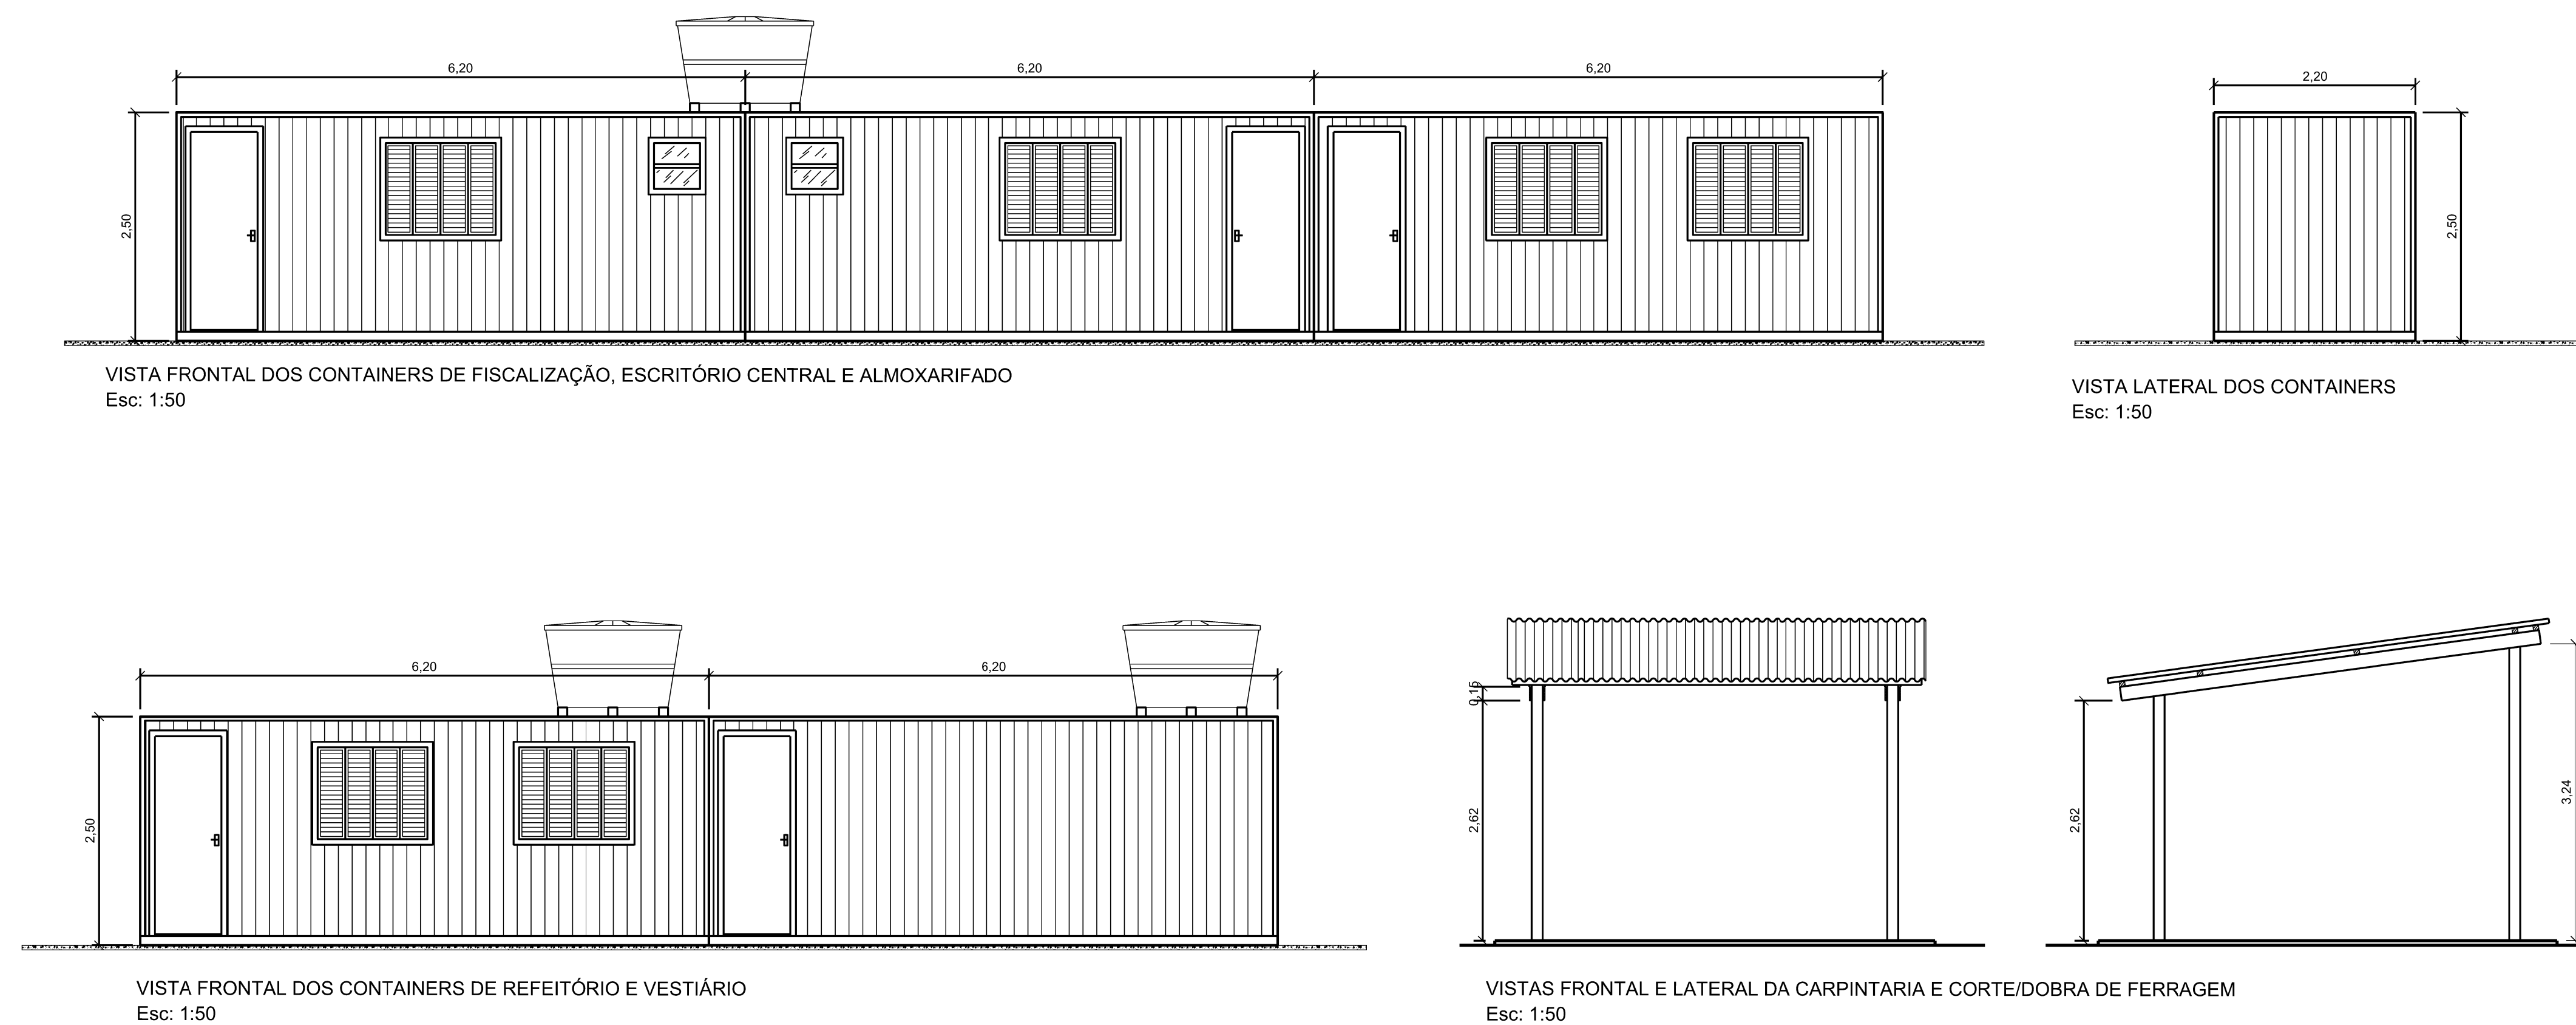 6,20
6,20
6,20
2,50
VISTA FRONTAL DOS CONTAINERS DE FISCALIZAÇÃO, ESCRITÓRIO CENTRAL E ALMOXARIFADO
Esc: 1:50
2,20
2,50
VISTA LATERAL DOS CONTAINERS
Esc: 1:50
6,20
6,20
2,50
VISTA FRONTAL DOS CONTAINERS DE REFEITÓRIO E VESTIÁRIO
Esc: 1:50
0,15
2,62
2,62
3,24
VISTAS FRONTAL E LATERAL DA CARPINTARIA E CORTE/DOBRA DE FERRAGEM
Esc: 1:50